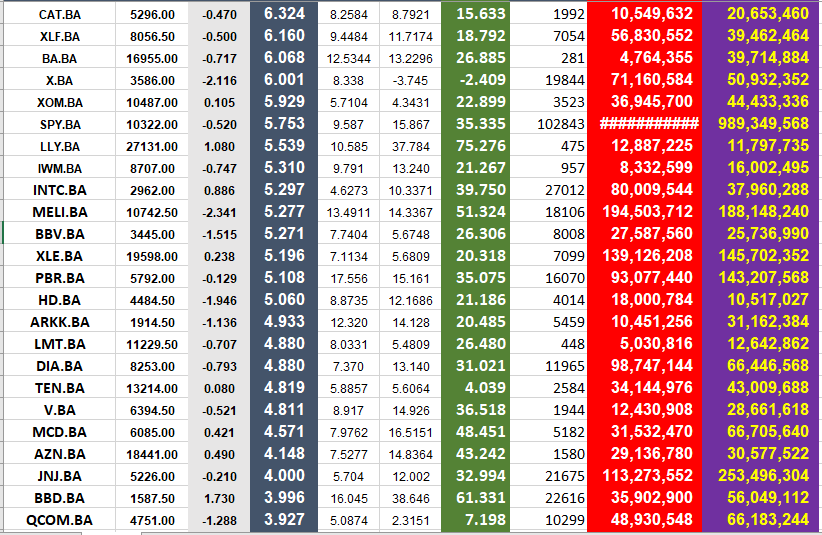 CAT.BA 5296.00 -0.470 6.324 8.2584 8.7921 15.633 1992 10,549,632 20,653,460
XLF.BA 8056.50 -0.500 6.160 9.4484 11.7174 18.792 7054 56,830,552 39,462,464
BA.BA 16955.00 -0.717 6.068 12.5344 13.2296 26.885 281 4,764,355 39,714,884
X.BA 3586.00 -2.116 6.001 8.338 -3.745 -2.409 19844 71,160,584 50,932,352
XOM.BA 10487.00 0.105 5.929 5.7104 4.3431 22.899 3523 36,945,700 44,433,336
SPY.BA 10322.00 -0.520 5.753 9.587 15.867 35.335 102843 ########### 989,349,568
LLY.BA 27131.00 1.080 5.539 10.585 37.784 75.276 475 12,887,225 11,797,735
IWM.BA 8707.00 -0.747 5.310 9.791 13.240 21.267 957 8,332,599 16,002,495
INTC.BA 2962.00 0.886 5.297 4.6273 10.3371 39.750 27012 80,009,544 37,960,288
MELI.BA 10742.50 -2.341 5.277 13.4911 14.3367 51.324 18106 194,503,712 188,148,240
BBV.BA 3445.00 -1.515 5.271 7.7404 5.6748 26.306 8008 27,587,560 25,736,990
XLE.BA 19598.00 0.238 5.196 7.1134 5.6809 20.318 7099 139,126,208 145,702,352
PBR.BA 5792.00 -0.129 5.108 17.556 15.161 35.075 16070 93,077,440 143,207,568
HD.BA 4484.50 -1.946 5.060 8.8735 12.1686 21.186 4014 18,000,784 10,517,027
ARKK.BA 1914.50 -1.136 4.933 12.320 14.128 20.485 5459 10,451,256 31,162,384
LMT.BA 11229.50 -0.707 4.880 8.0331 5.4809 26.480 448 5,030,816 12,642,862
DIA.BA 8253.00 -0.793 4.880 7.370 13.140 31.021 11965 98,747,144 66,446,568
TEN.BA 13214.00 0.080 4.819 5.8857 5.6064 4.039 2584 34,144,976 43,009,688
V.BA 6394.50 -0.521 4.811 8.917 14.926 36.518 1944 12,430,908 28,661,618
MCD.BA 6085.00 0.421 4.571 7.9762 16.5151 48.451 5182 31,532,470 66,705,640
AZN.BA 18441.00 0.490 4.148 7.5277 14.8364 43.242 1580 29,136,780 30,577,522
JNJ.BA 5226.00 -0.210 4.000 5.704 12.002 32.994 21675 113,273,552 253,496,304
BBD.BA 1587.50 1.730 3.996 16.045 38.646 61.331 22616 35,902,900 56,049,112
QCOM.BA 4751.00 -1.288 3.927 5.0874 2.3151 7.198 10299 48,930,548 66,183,244